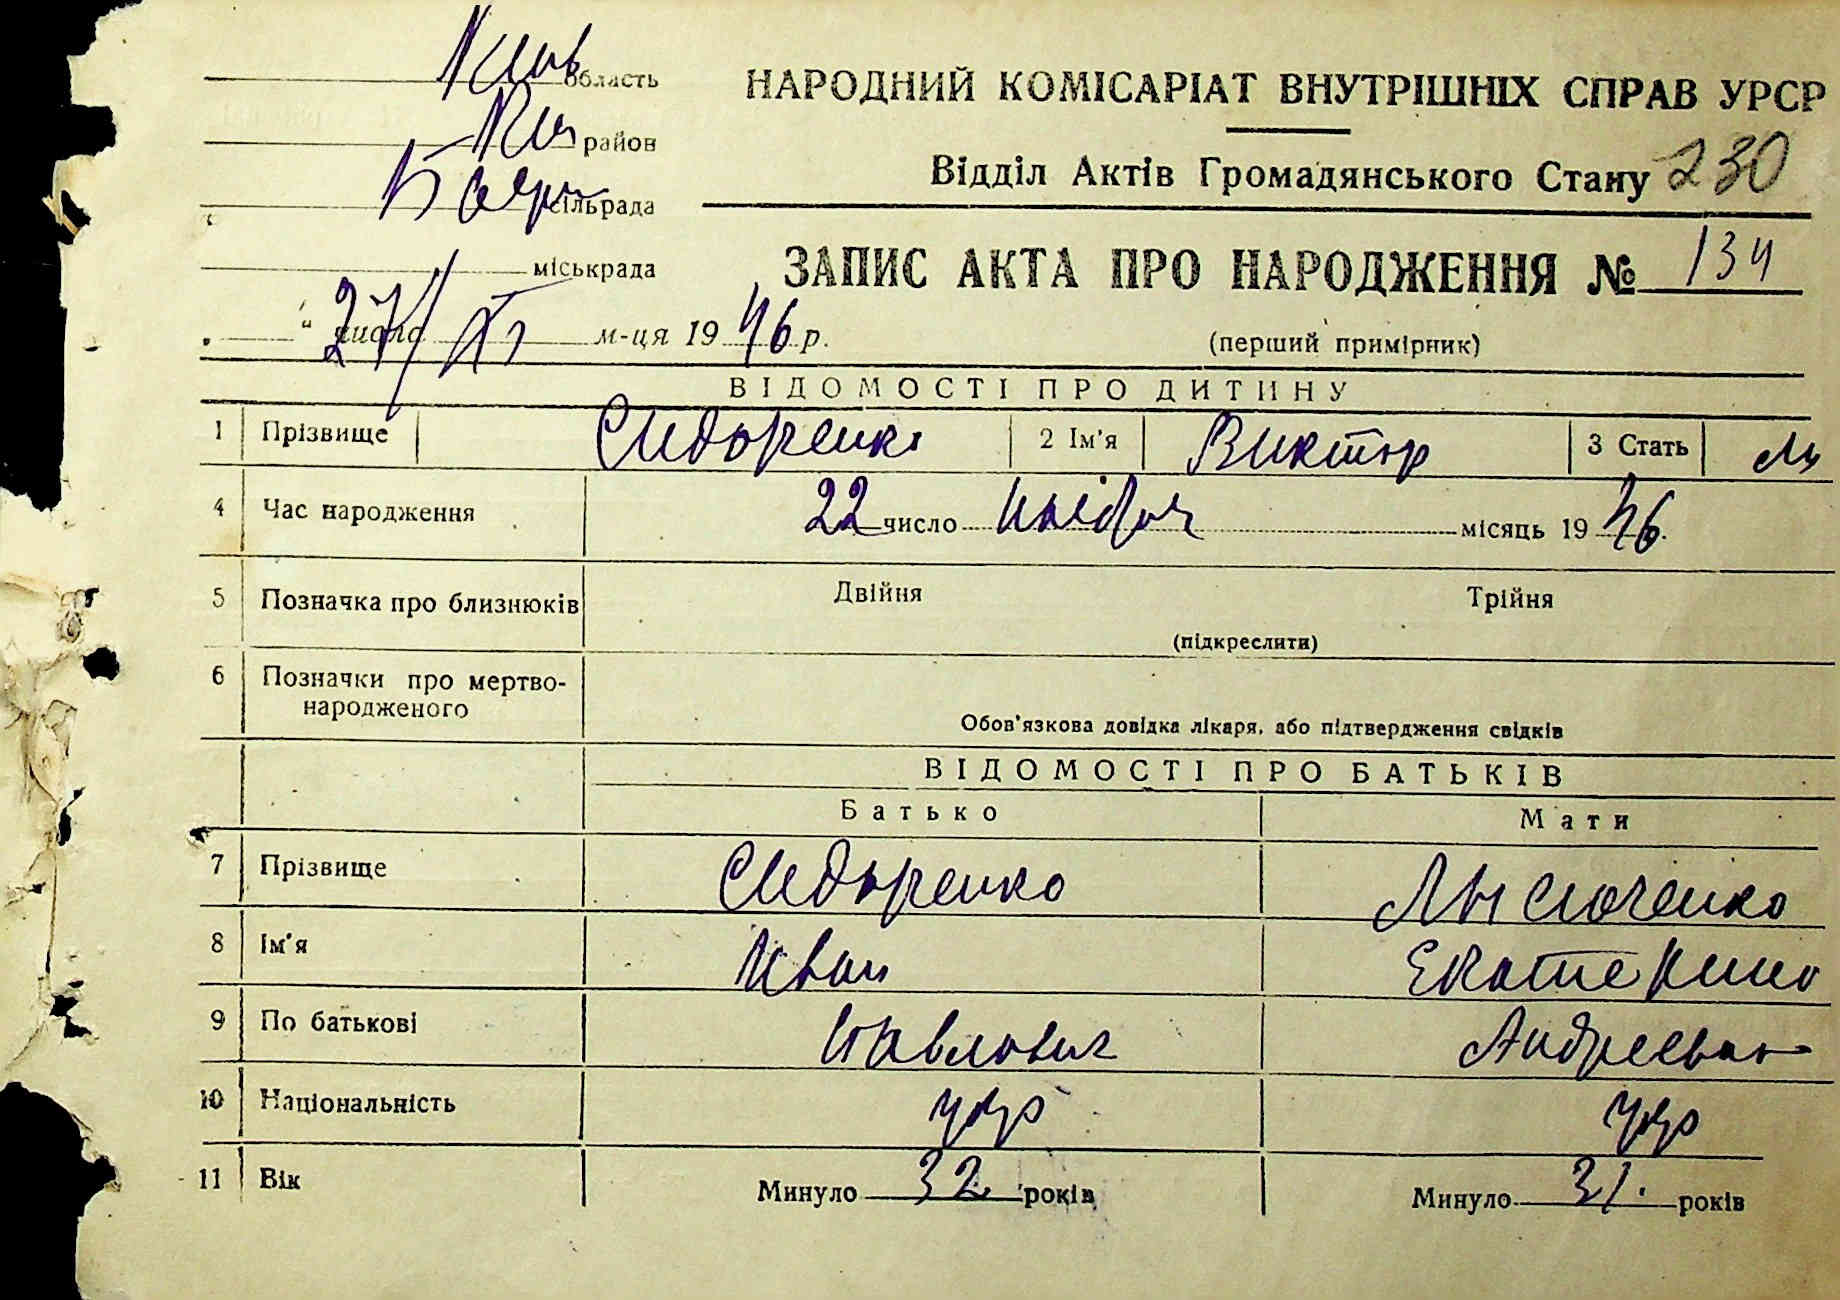 Київ область
НАРОДНИЙ КОМІСАРІАТ ВНУТРІШНІХ СПРАВ УРСР
район
Відділ Актів Громадянського Стану 230
сільрада
міськрада
ЗАПИС АКТА ПРО НАРОДЖЕННЯ № 134
" 27/XI число м-ця 1946 р.
(перший примірник)
ВІДОМОСТІ ПРО ДИТИНУ
1 Прізвище Сидоренко 2 Ім'я Виктор 3 Стать
4 Час народження 22 число ноября місяць 1946.
5 Позначка про близнюків Двійня Трійня
(підкреслити)
6 Позначки про мертво-
народженого
Обов'язкова довідка лікаря, або підтвердження свідків
ВІДОМОСТІ ПРО БАТЬКІВ
Батько Мати
7 Прізвище Сидоренко
8 Ім'я Иван Екатерина
9 По батькові Павлович Андреевна
10 Національність укр укр
11 Вік Минуло 32 років Минуло 31. років